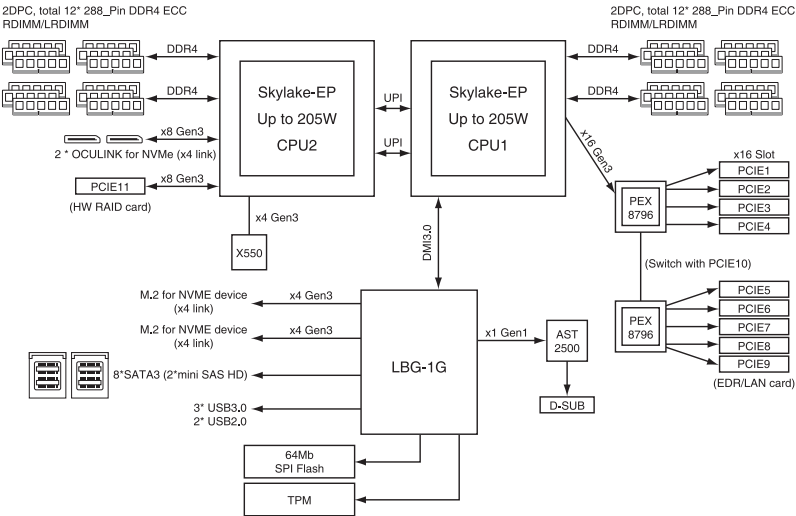 2DPC, total 12* 288_Pin DDR4 ECC
RDIMM/LRDIMM
2DPC, total 12* 288_Pin DDR4 ECC
RDIMM/LRDIMM
DDR4
DDR4
Skylake-EP
Up to 205W
CPU2
UPI
UPI
Skylake-EP
Up to 205W
CPU1
DDR4
DDR4
x8 Gen3
2 * OCULINK for NVMe (x4 link)
x8 Gen3
PCIE11
(HW RAID card)
x4 Gen3
X550
DMI3.0
x16 Gen3
x16 Slot
PEX
8796
PCIE1
PCIE2
PCIE3
PCIE4
(Switch with PCIE10)
PEX
8796
PCIE5
PCIE6
PCIE7
PCIE8
PCIE9
(EDR/LAN card)
M.2 for NVME device
(x4 link)
x4 Gen3
M.2 for NVME device
(x4 link)
x4 Gen3
8*SATA3 (2*mini SAS HD)
3* USB3.0
2* USB2.0
LBG-1G
x1 Gen1
AST
2500
D-SUB
64Mb
SPI Flash
TPM